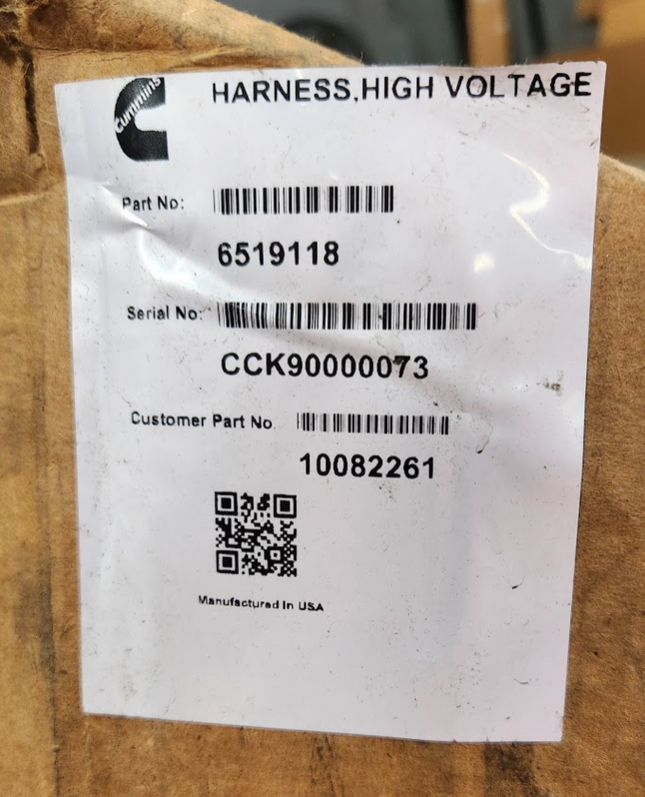 Cummins
HARNESS,HIGH VOLTAGE
Part No:
6519118
Serial No:
CCK90000073
Customer Part No
10082261
Manufactured In USA